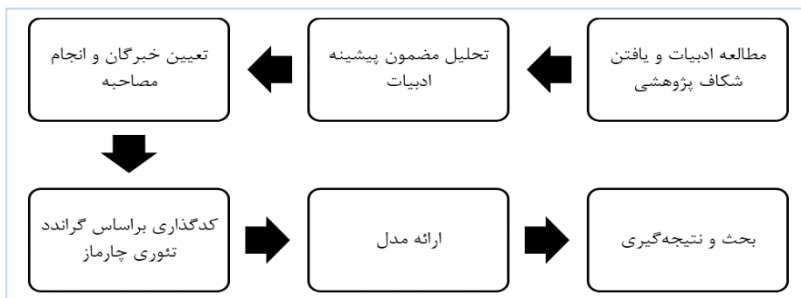 مطالعه ادبیات و یافتن
شکاف پژوهشی
تحلیل مضمون پیشینه
ادبیات
تعیین خبرگان و انجام
مصاحبه
کدگذاری براساس گراندد
تئوری چارماز
ارائه مدل
بحث و نتیجه‌گیری